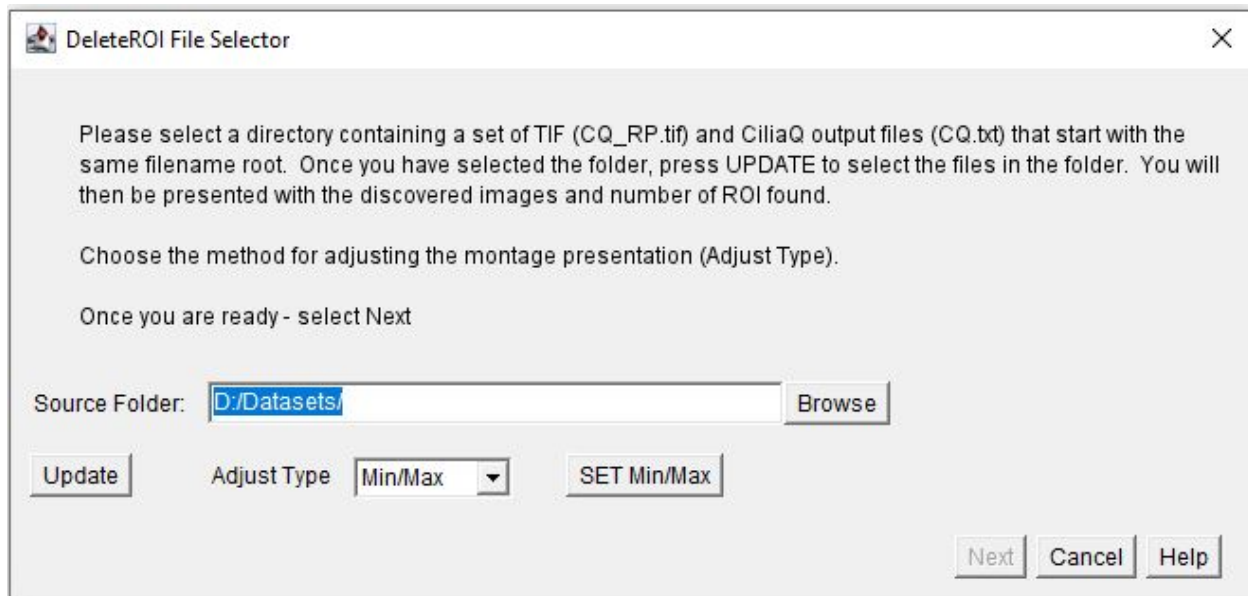 DeleteROI File Selector
Please select a directory containing a set of TIF (CQ_RP.tif) and CiliaQ output files (CQ.txt) that start with the
same filename root.  Once you have selected the folder, press UPDATE to select the files in the folder.  You will
then be presented with the discovered images and number of ROI found.
Choose the method for adjusting the montage presentation (Adjust Type).
Once you are ready - select Next
Source Folder: D:/Datasets/ Browse
Update Adjust Type Min/Max SET Min/Max
Next Cancel Help